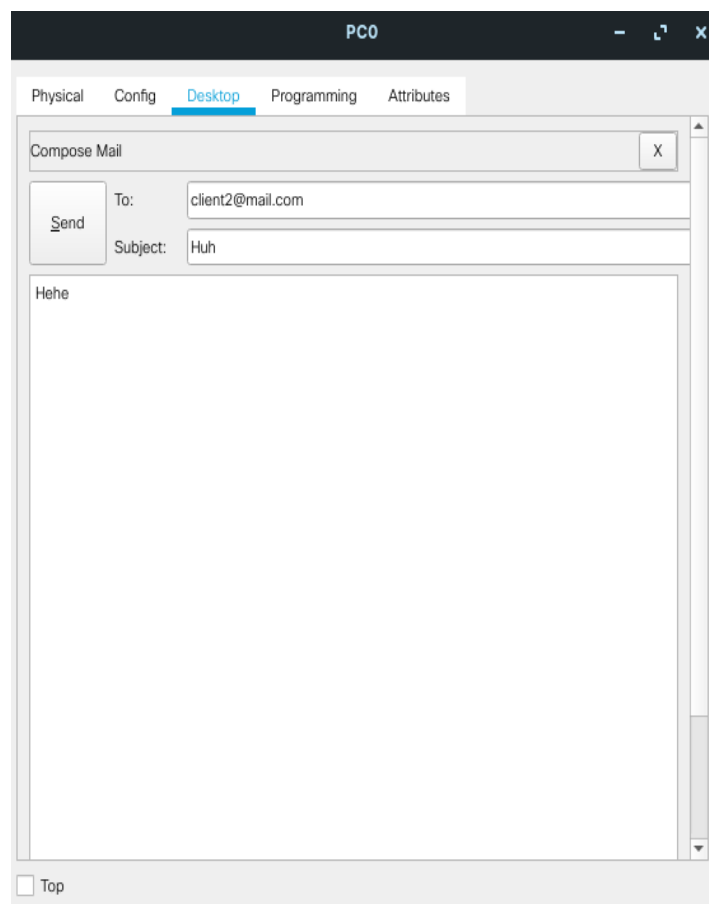 PC0
Physical Config Desktop Programming Attributes
Compose Mail X
To: client2@mail.com
Send
Subject: Huh
Hehe
Top